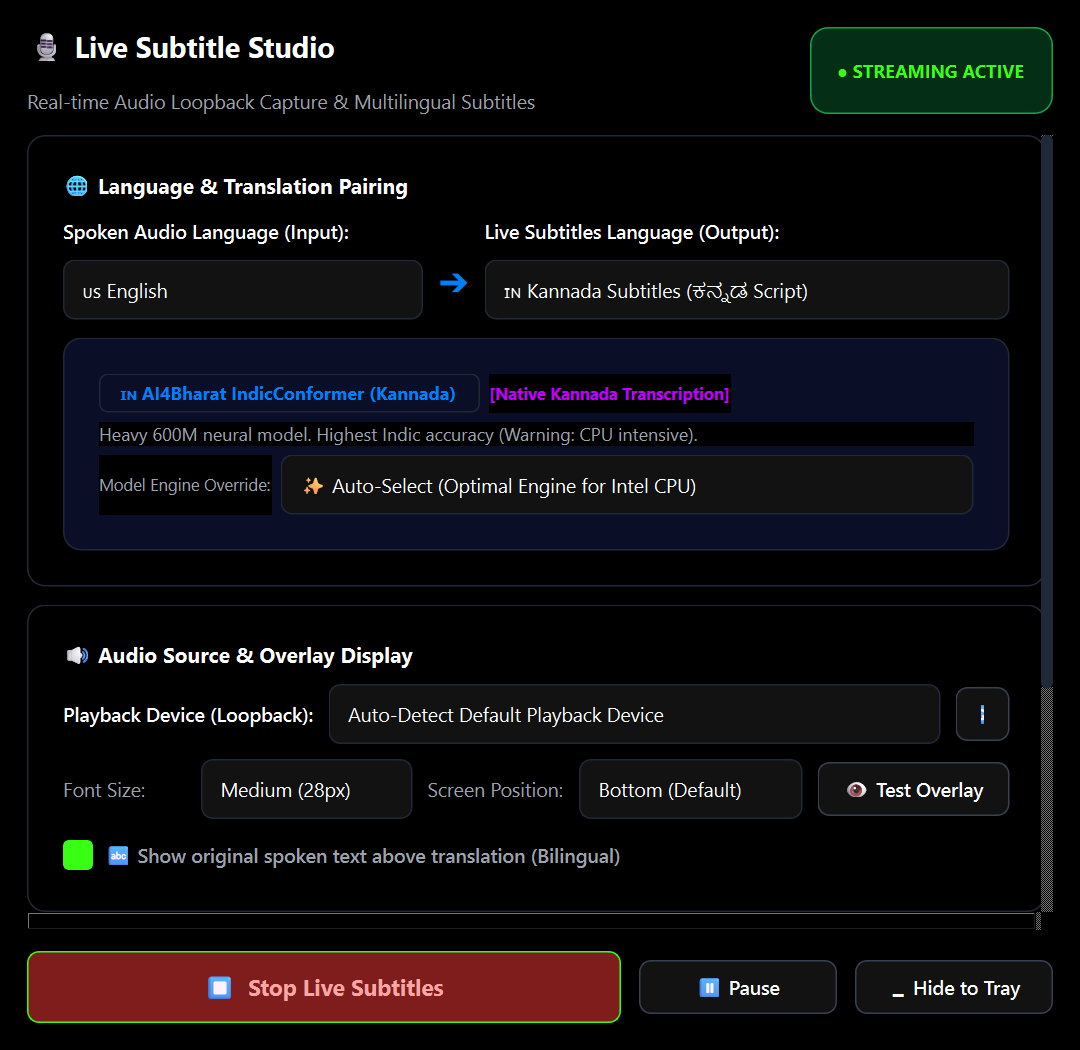 Live Subtitle Studio
● STREAMING ACTIVE
Real-time Audio Loopback Capture & Multilingual Subtitles
Language & Translation Pairing
Spoken Audio Language (Input):
Live Subtitles Language (Output):
US English
IN Kannada Subtitles (ಕನ್ನಡ Script)
IN AI4Bharat IndicConformer (Kannada)
[Native Kannada Transcription]
Heavy 600M neural model. Highest Indic accuracy (Warning: CPU intensive).
Model Engine Override:
Auto-Select (Optimal Engine for Intel CPU)
Audio Source & Overlay Display
Playback Device (Loopback):
Auto-Detect Default Playback Device
Font Size:
Medium (28px)
Screen Position:
Bottom (Default)
Test Overlay
abc Show original spoken text above translation (Bilingual)
Stop Live Subtitles
Pause
Hide to Tray